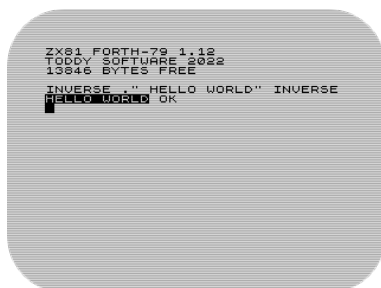 ZX81 FORTH-79 1.12
TODDY SOFTWARE 2022
13846 BYTES FREE
INVERSE ." HELLO WORLD" INVERSE
HELLO WORLD OK